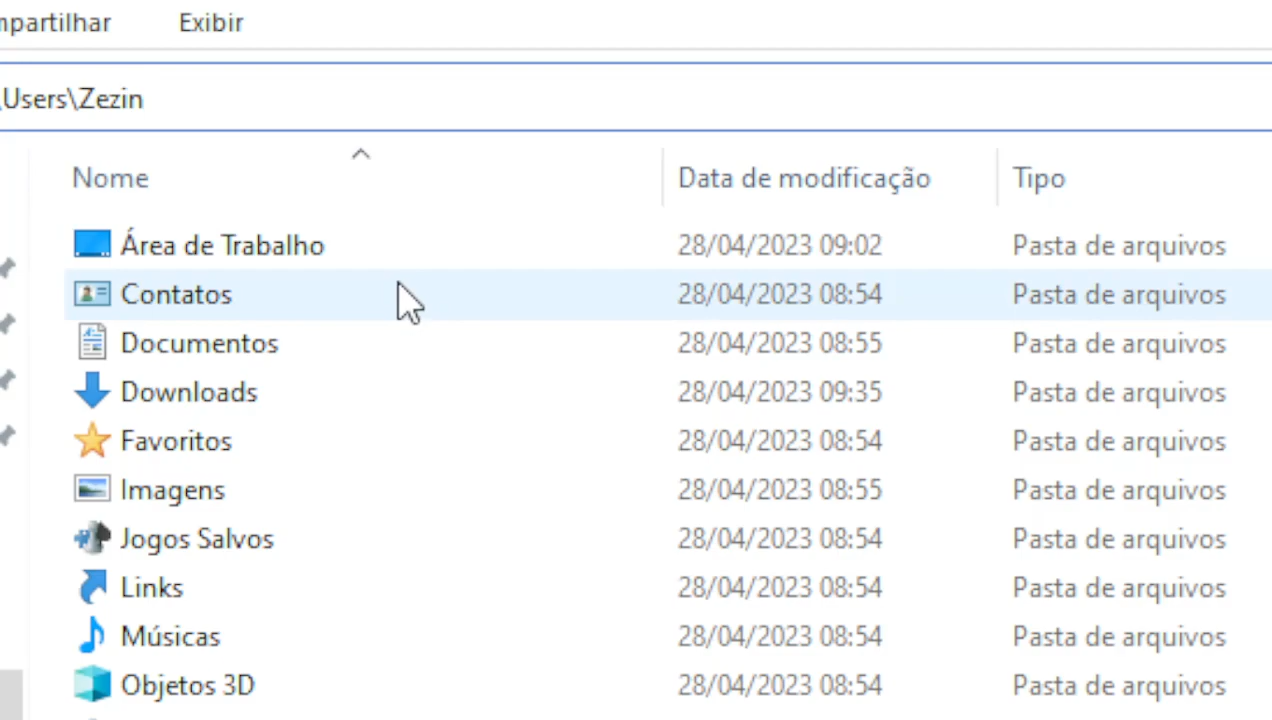 mpartilhar Exibir
\Users\Zezin
Nome Data de modificação Tipo
Área de Trabalho 28/04/2023 09:02 Pasta de arquivos
Contatos 28/04/2023 08:54 Pasta de arquivos
Documentos 28/04/2023 08:55 Pasta de arquivos
Downloads 28/04/2023 09:35 Pasta de arquivos
Favoritos 28/04/2023 08:54 Pasta de arquivos
Imagens 28/04/2023 08:55 Pasta de arquivos
Jogos Salvos 28/04/2023 08:54 Pasta de arquivos
Links 28/04/2023 08:54 Pasta de arquivos
Músicas 28/04/2023 08:54 Pasta de arquivos
Objetos 3D 28/04/2023 08:54 Pasta de arquivos